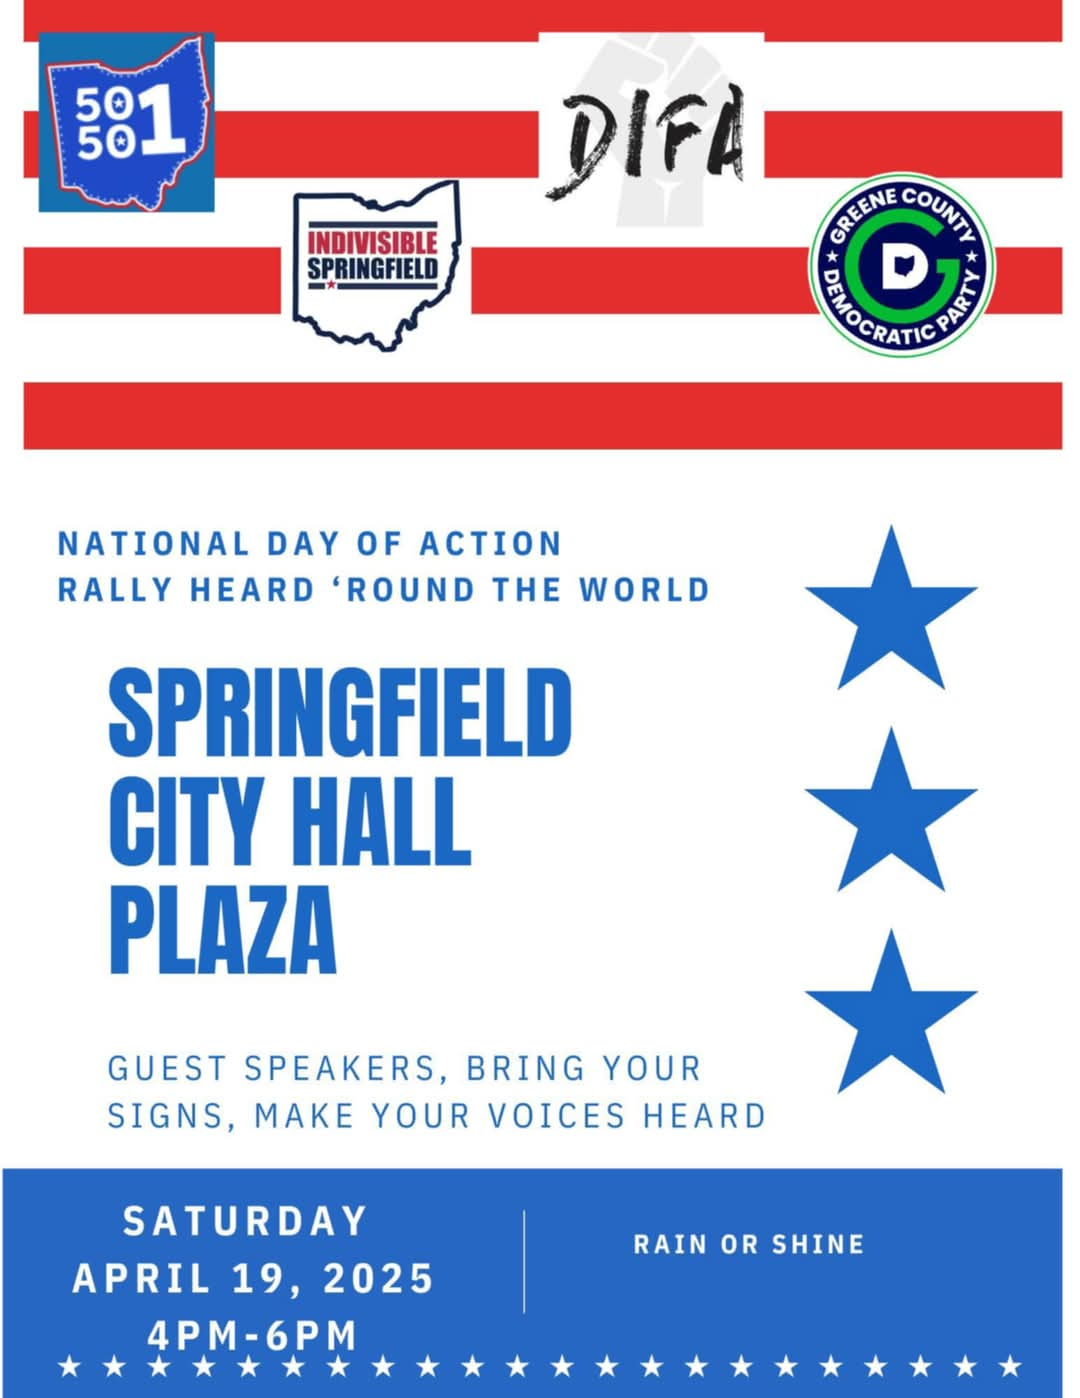 50
50
1
DIFA
INDIVISIBLE
SPRINGFIELD
GREENE COUNTY
DEMOCRATIC PARTY
D
NATIONAL DAY OF ACTION
RALLY HEARD ‘ROUND THE WORLD
SPRINGFIELD
CITY HALL
PLAZA
GUEST SPEAKERS, BRING YOUR
SIGNS, MAKE YOUR VOICES HEARD
SATURDAY
APRIL 19, 2025
4PM-6PM
RAIN OR SHINE